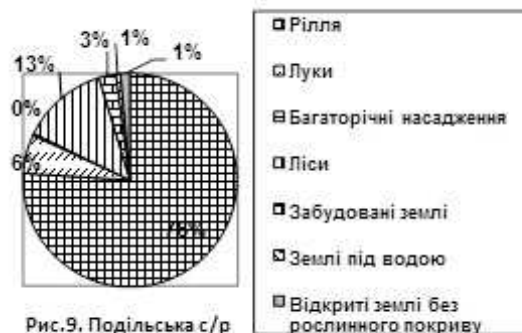 3%
1%
1%
13%
0%
6%
Рілля
Луки
Багаторічні насадження
Ліси
Забудовані землі
Землі під водою
Відкриті землі без
рослинного покриву
Рис.9. Подільська с/р